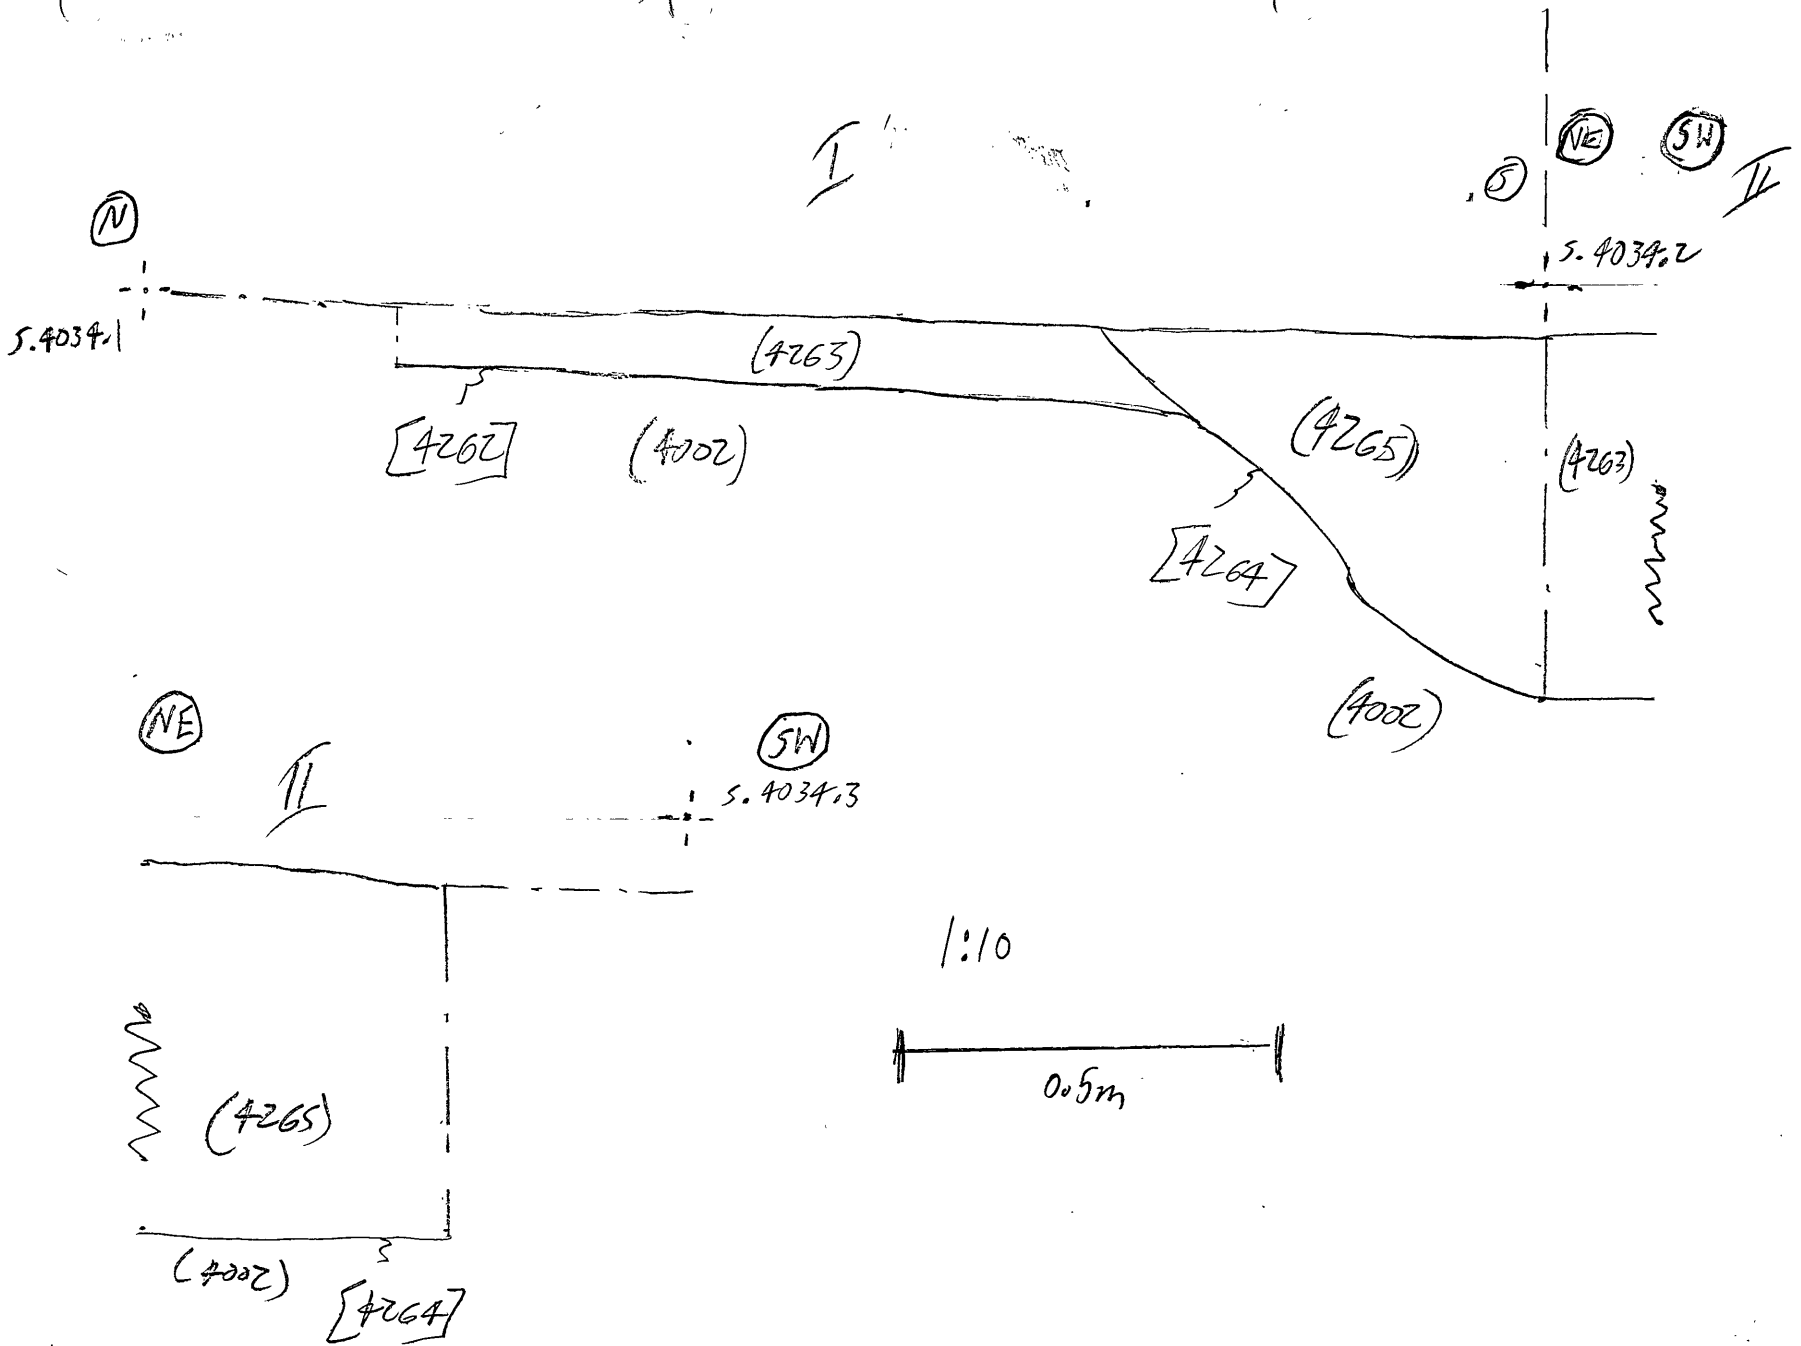 I
NE SW
S II
N
S.4034.2
S.4034.1
(4263)
(4265)
[4262] (4002)
(4263)
[4264]
(4002)
NE SW
II
S.4034.3
1:10
0.5m
(4265)
(4002)
[4264]